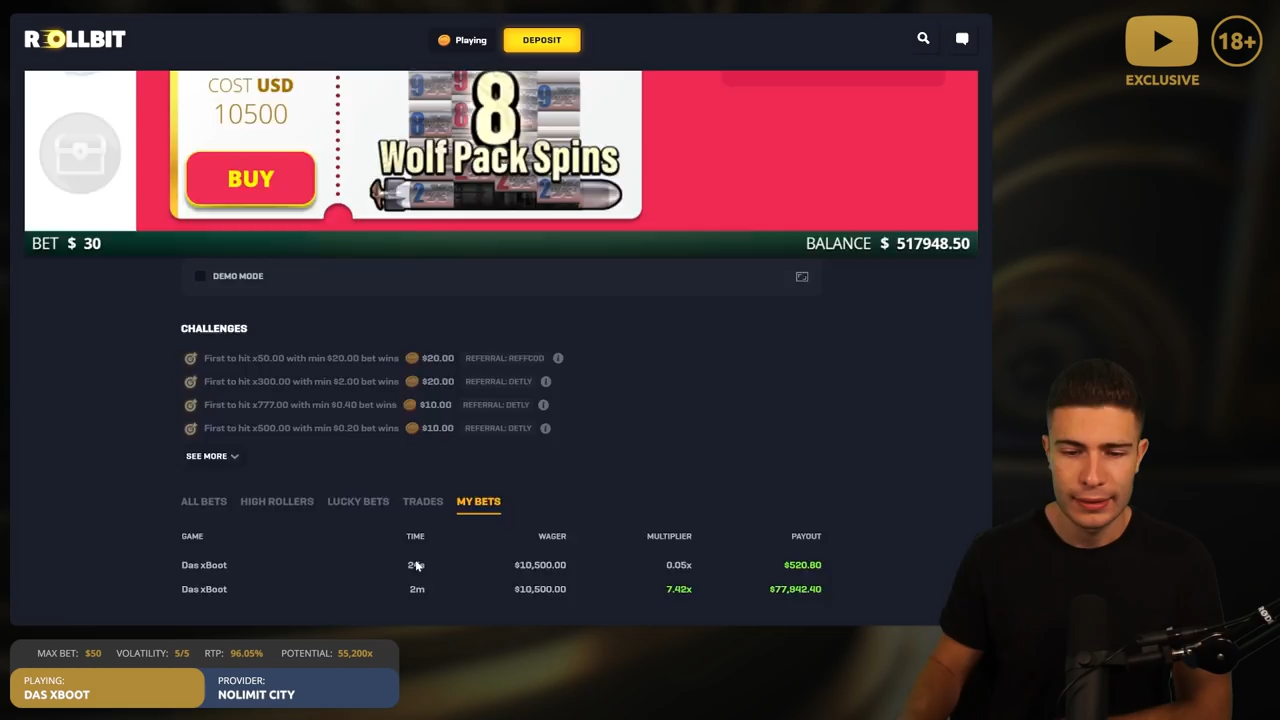 ROLLBIT
Playing
DEPOSIT
EXCLUSIVE
18+
COST USD
10500
BUY
8
Wolf Pack Spins
BET $ 30
BALANCE $ 517948.50
DEMO MODE
CHALLENGES
First to hit x50.00 with min $20.00 bet wins $20.00 REFERRAL: REFFCOD
First to hit x300.00 with min $2.00 bet wins $20.00 REFERRAL: DETLY
First to hit x777.00 with min $0.40 bet wins $10.00 REFERRAL: DETLY
First to hit x500.00 with min $0.20 bet wins $10.00 REFERRAL: DETLY
SEE MORE
ALL BETS HIGH ROLLERS LUCKY BETS TRADES MY BETS
GAME TIME WAGER MULTIPLIER PAYOUT
Das xBoot $10,500.00 0.05x $520.80
Das xBoot 2m $10,500.00 7.42x $77,942.40
MAX BET: $50 VOLATILITY: 5/5 RTP: 96.05% POTENTIAL: 55,200x
PLAYING:
DAS XBOOT
PROVIDER:
NOLIMIT CITY